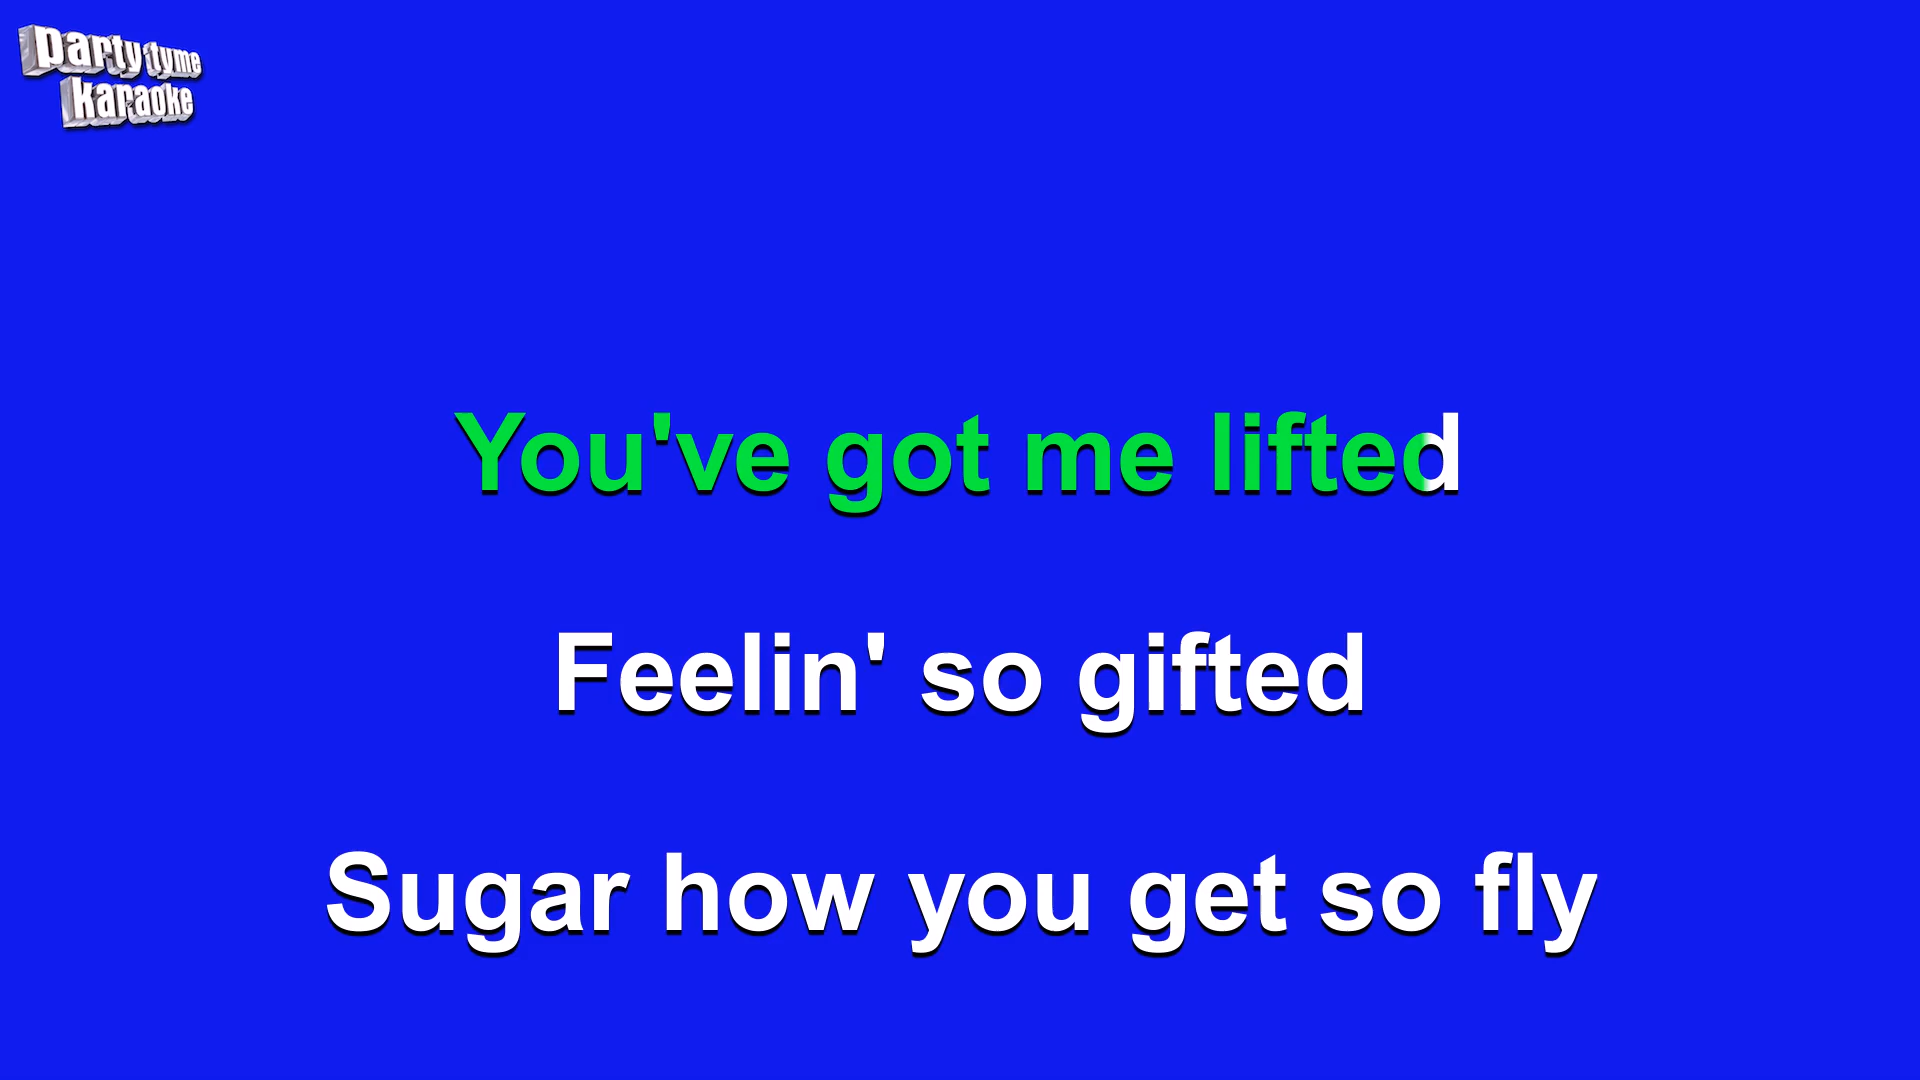 party tyme
karaoke
You've got me lifted
Feelin' so gifted
Sugar how you get so fly